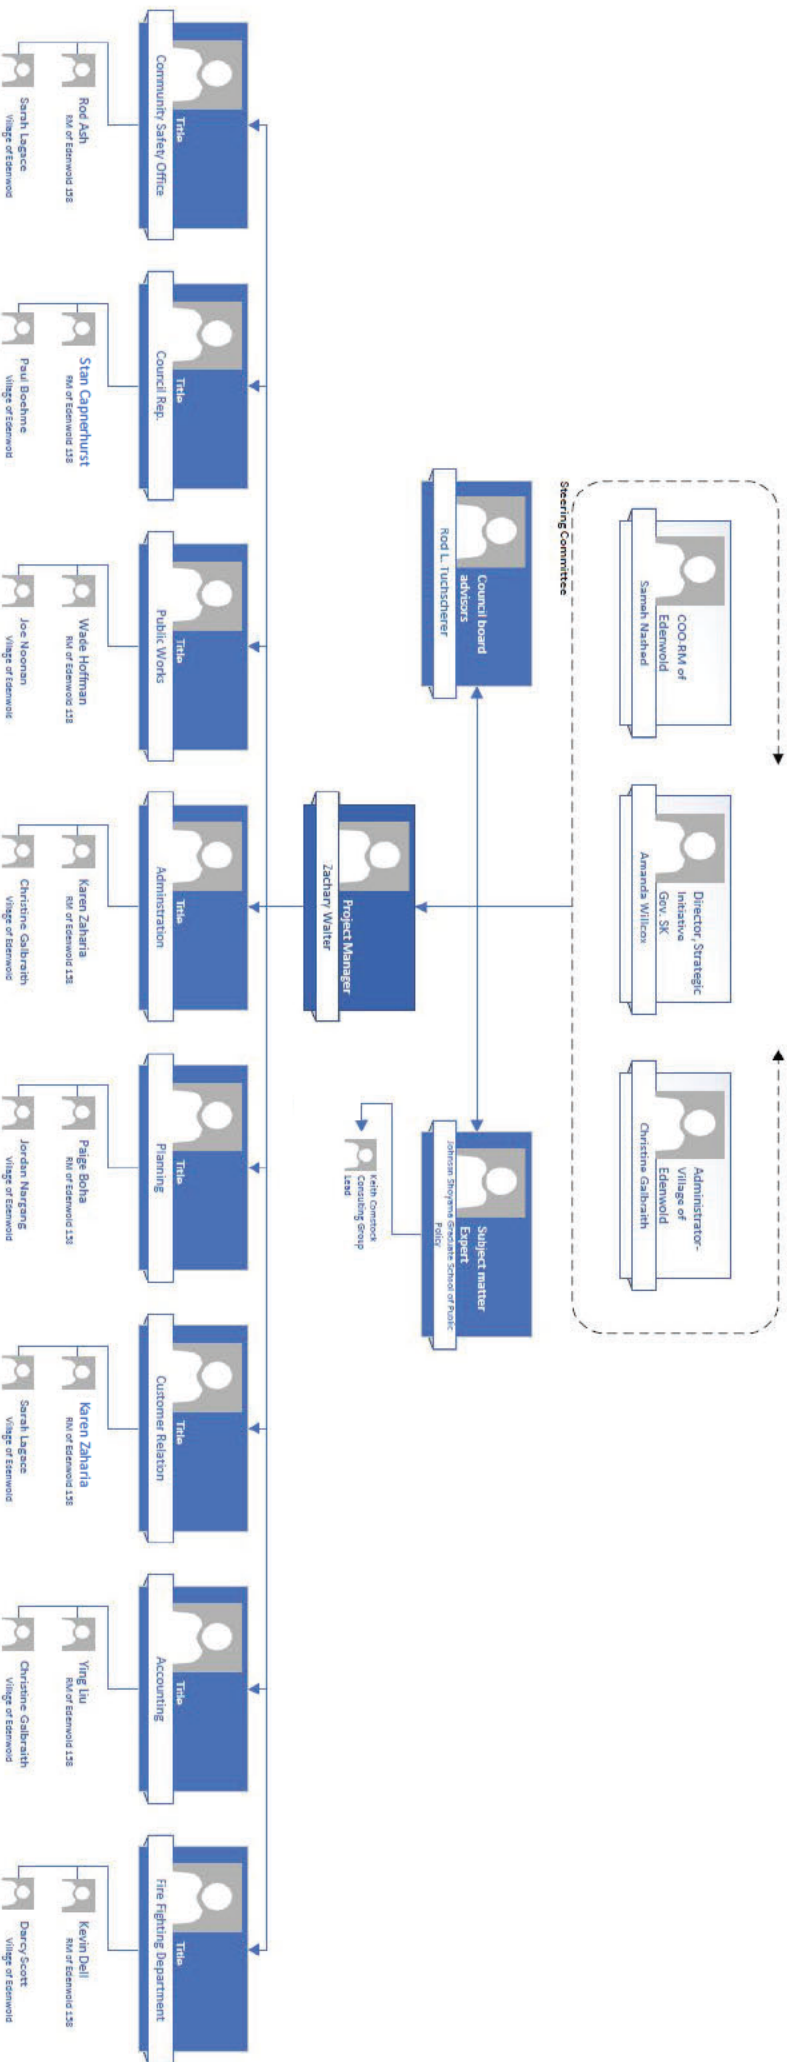 COO-RM of
Edenwold
Sameh Nashed
Director, Strategic
Initiative
Gov. SK
Amanda Willcox
Administrator-
Village of
Edenwold
Christine Galbraith
Steering Committee
Council board
advisors
Rod L. Tuchscherer
Subject matter
Expert
Johnson Shoyama Graduate School of Public
Policy
Keith Comstock
Consulting Group
Lead
Project Manager
Zachary Walter
Title
Community Safety Office
Rod Ash
RM of Edenwold 158
Sarah Lagace
Village of Edenwold
Title
Council Rep.
Stan Capnerhurst
RM of Edenwold 158
Paul Boehme
Village of Edenwold
Title
Public Works
Wade Hoffman
RM of Edenwold 158
Joe Noonan
Village of Edenwold
Title
Adminstration
Karen Zaharia
RM of Edenwold 158
Christine Galbraith
Village of Edenwold
Title
Planning
Paige Boha
RM of Edenwold 158
Jordan Nargang
Village of Edenwold
Title
Customer Relation
Karen Zaharia
RM of Edenwold 158
Sarah Lagace
Village of Edenwold
Title
Accounting
Ying Liu
RM of Edenwold 158
Christine Galbraith
Village of Edenwold
Title
Fire Fighting Department
Kevin Dell
RM of Edenwold 158
Darcy Scott
Village of Edenwold